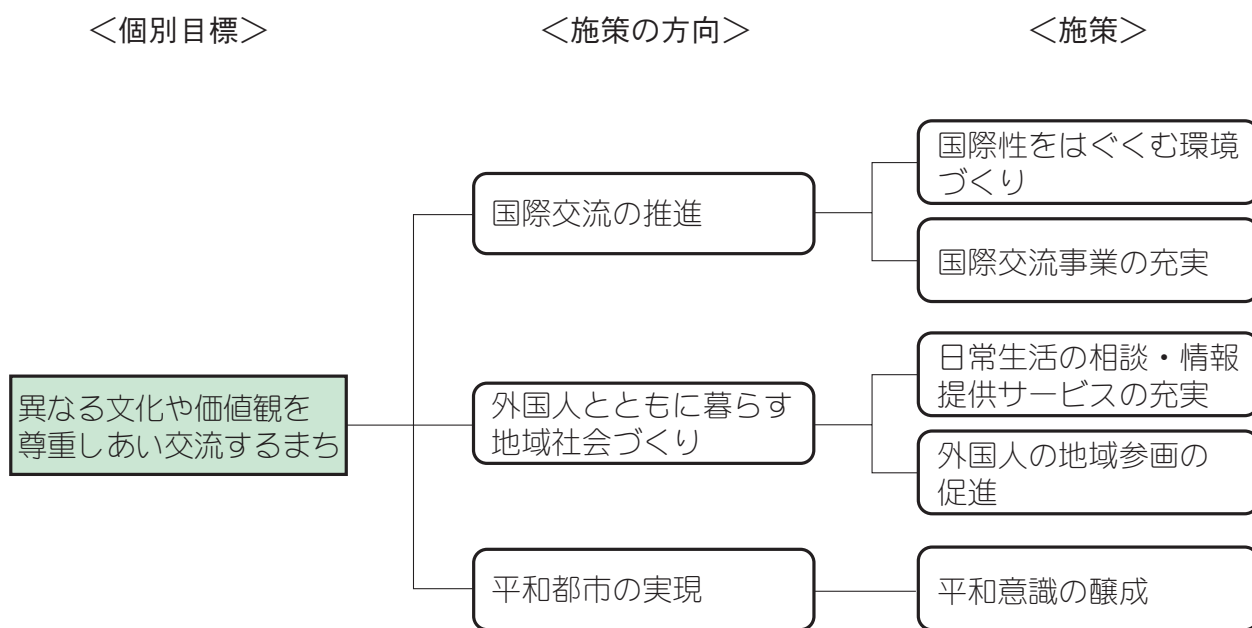 ＜個別目標＞
＜施策の方向＞
＜施策＞
異なる文化や価値観を
尊重しあい交流するまち
国際交流の推進
国際性をはぐくむ環境
づくり
国際交流事業の充実
外国人とともに暮らす
地域社会づくり
日常生活の相談・情報
提供サービスの充実
外国人の地域参画の
促進
平和都市の実現
平和意識の醸成